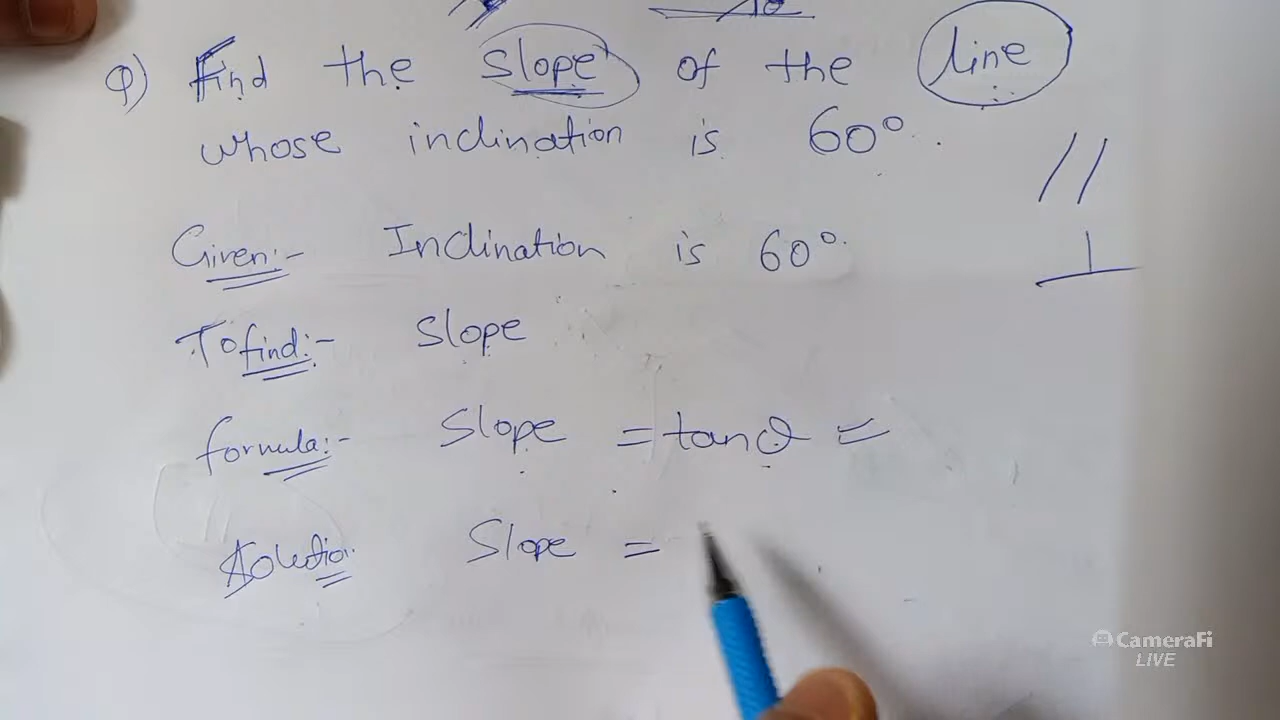 Q) Find the slope of the line
whose inclination is 60°.
Given:- Inclination is 60°.
To find:- Slope
formula:- Slope = tanθ =
Solution Slope =
CameraFi
LIVE